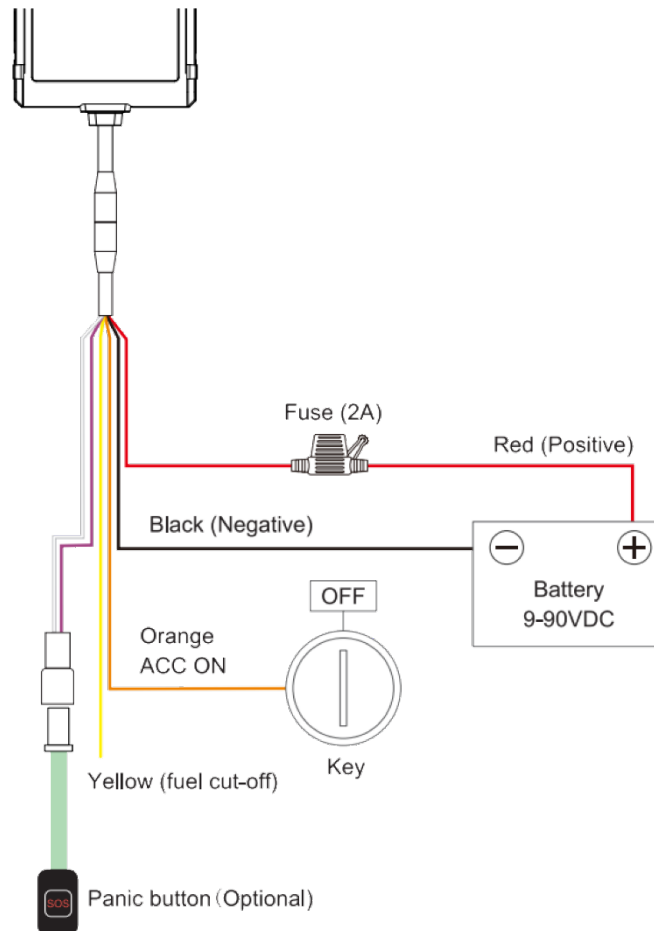 Fuse (2A)
Red (Positive)
Black (Negative)
Battery
9-90VDC
OFF
Orange
ACC ON
Key
Yellow (fuel cut-off)
SOS
Panic button (Optional)